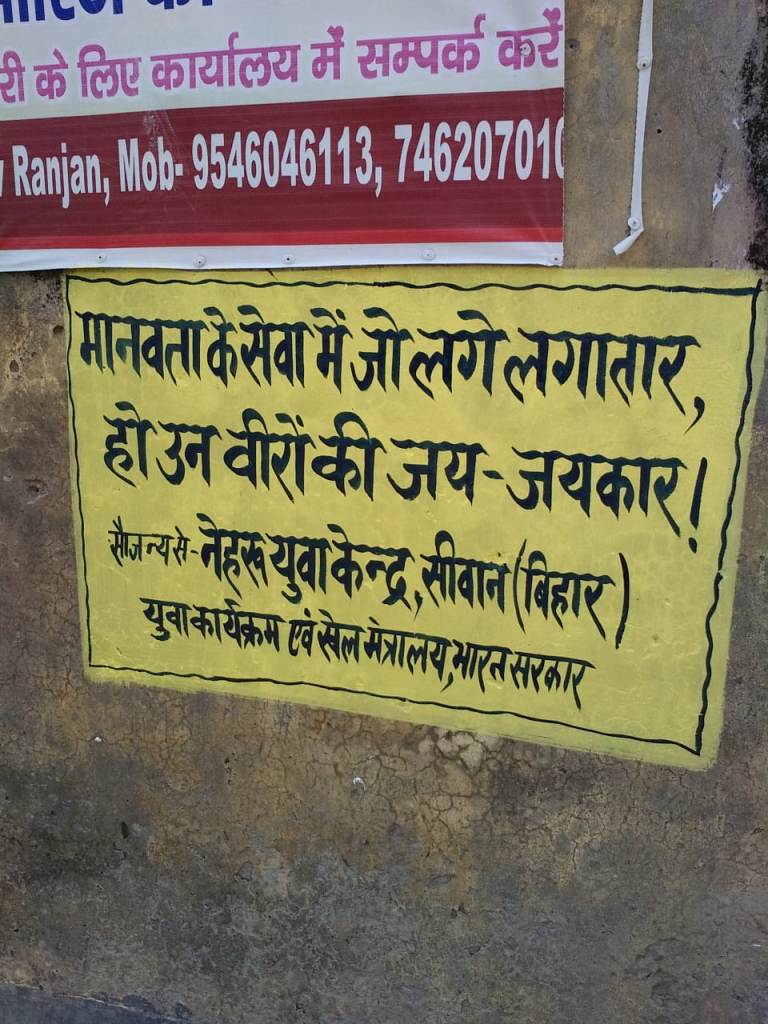 री के लिए कार्यालय में सम्पर्क करें
Ranjan, Mob- 9546046113, 746207010
मानवता के सेवा में जो लगे लगातार,
हो उन वीरों की जय-जयकार!
सौजन्य से- नेहरू युवा केन्द्र, सीवान (बिहार)
युवा कार्यक्रम एवं खेल मंत्रालय, भारत सरकार